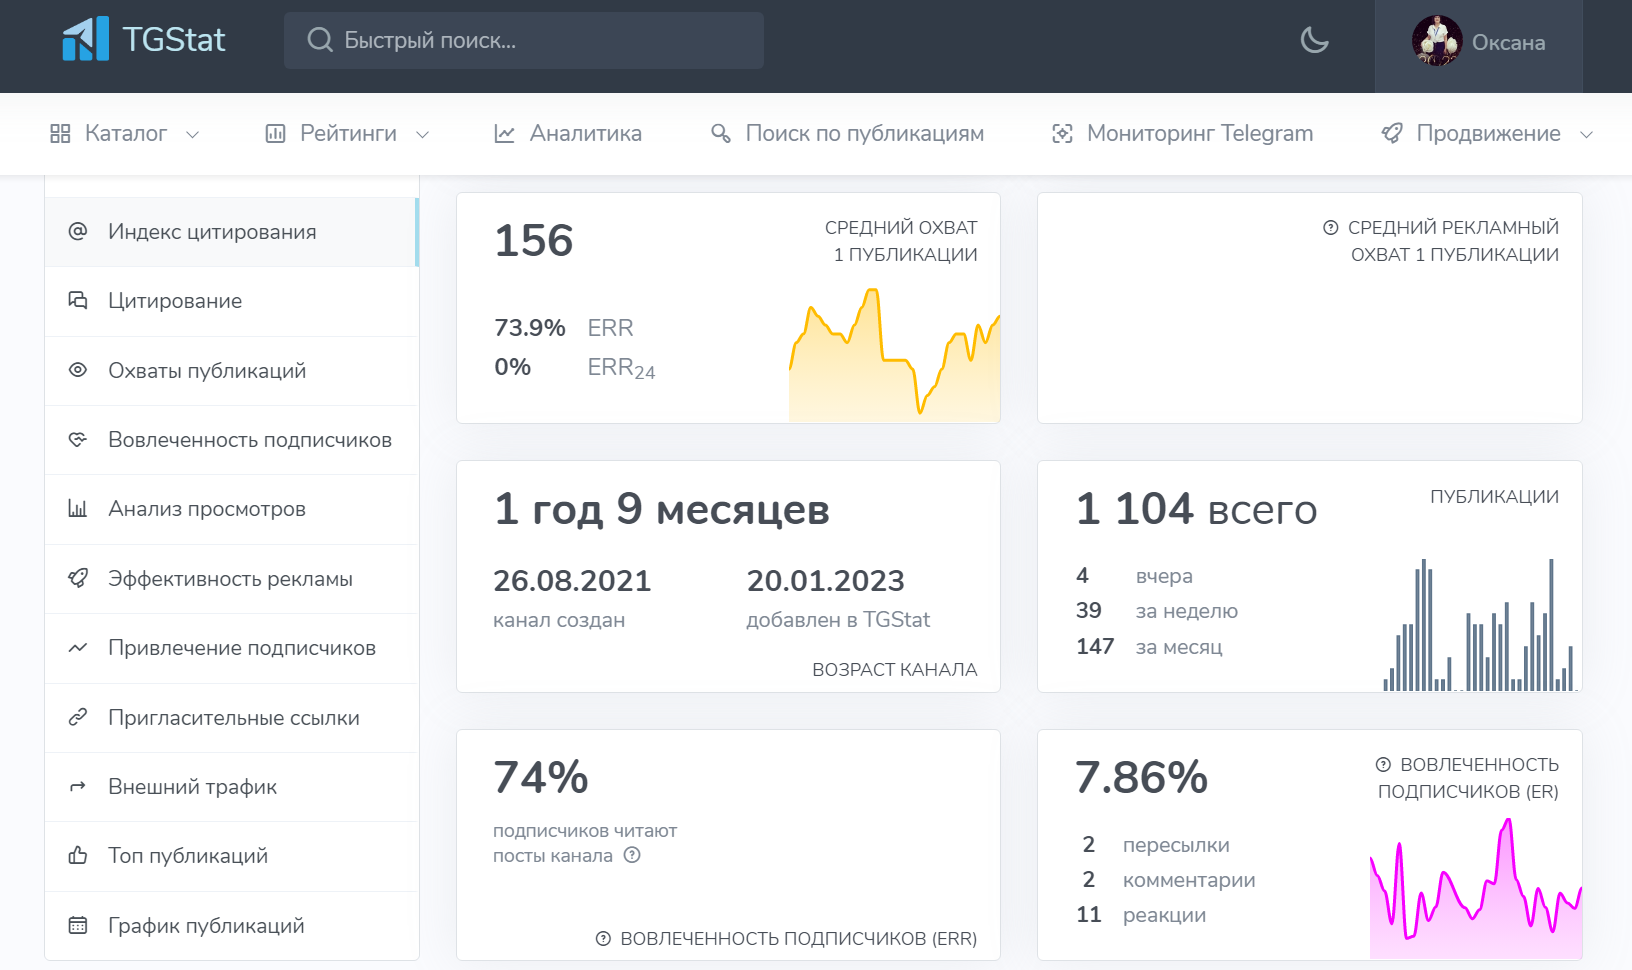 TGStat
Быстрый поиск...
Оксана
Каталог
Рейтинги
Аналитика
Поиск по публикациям
Мониторинг Telegram
Продвижение
Индекс цитирования
Цитирование
Охваты публикаций
Вовлеченность подписчиков
Анализ просмотров
Эффективность рекламы
Привлечение подписчиков
Пригласительные ссылки
Внешний трафик
Топ публикаций
График публикаций
156
СРЕДНИЙ ОХВАТ
1 ПУБЛИКАЦИИ
73.9% ERR
0% ERR24
СРЕДНИЙ РЕКЛАМНЫЙ
ОХВАТ 1 ПУБЛИКАЦИИ
1 год 9 месяцев
26.08.2021
канал создан
20.01.2023
добавлен в TGStat
ВОЗРАСТ КАНАЛА
1 104 всего
ПУБЛИКАЦИИ
4 вчера
39 за неделю
147 за месяц
74%
подписчиков читают
посты канала
ВОВЛЕЧЕННОСТЬ ПОДПИСЧИКОВ (ERR)
7.86%
ВОВЛЕЧЕННОСТЬ
ПОДПИСЧИКОВ (ER)
2 пересылки
2 комментарии
11 реакции